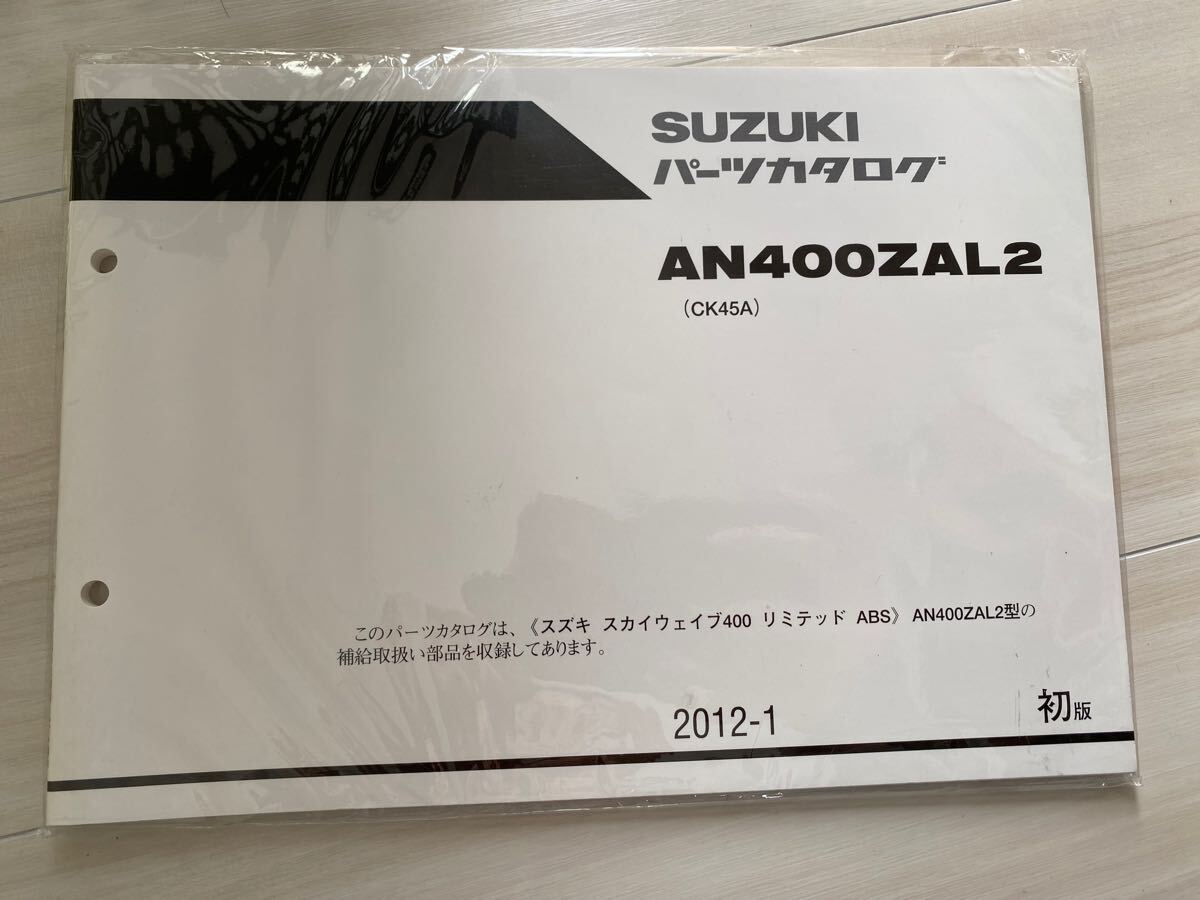 SUZUKI
パーツカタログ
AN400ZAL2
(CK45A)
このパーツカタログは、《スズキ スカイウェイブ400 リミテッド ABS》 AN400ZAL2型の
補給取扱い部品を収録してあります。
2012-1
初版